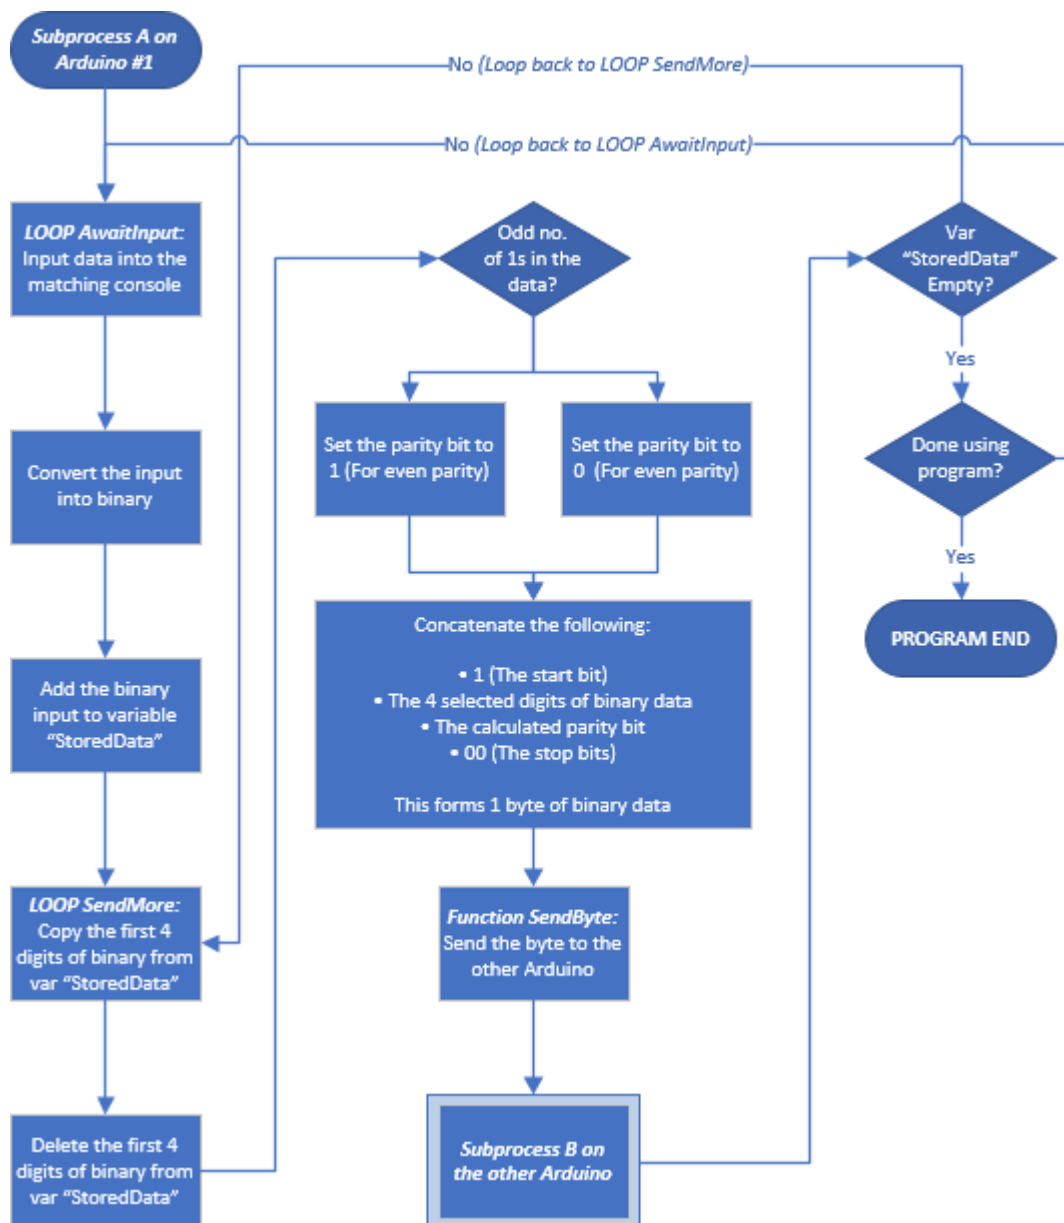 Subprocess A on
Arduino #1
No (Loop back to LOOP SendMore)
No (Loop back to LOOP AwaitInput)
LOOP AwaitInput:
Input data into the
matching console
Convert the input
into binary
Add the binary
input to variable
“StoredData”
LOOP SendMore:
Copy the first 4
digits of binary from
var “StoredData”
Delete the first 4
digits of binary from
var “StoredData”
Odd no.
of 1s in the
data?
Set the parity bit to
1 (For even parity)
Set the parity bit to
0 (For even parity)
Concatenate the following:
• 1 (The start bit)
• The 4 selected digits of binary data
• The calculated parity bit
• 00 (The stop bits)
This forms 1 byte of binary data
Function SendByte:
Send the byte to the
other Arduino
Subprocess B on
the other Arduino
Var
“StoredData”
Empty?
Yes
Done using
program?
Yes
PROGRAM END